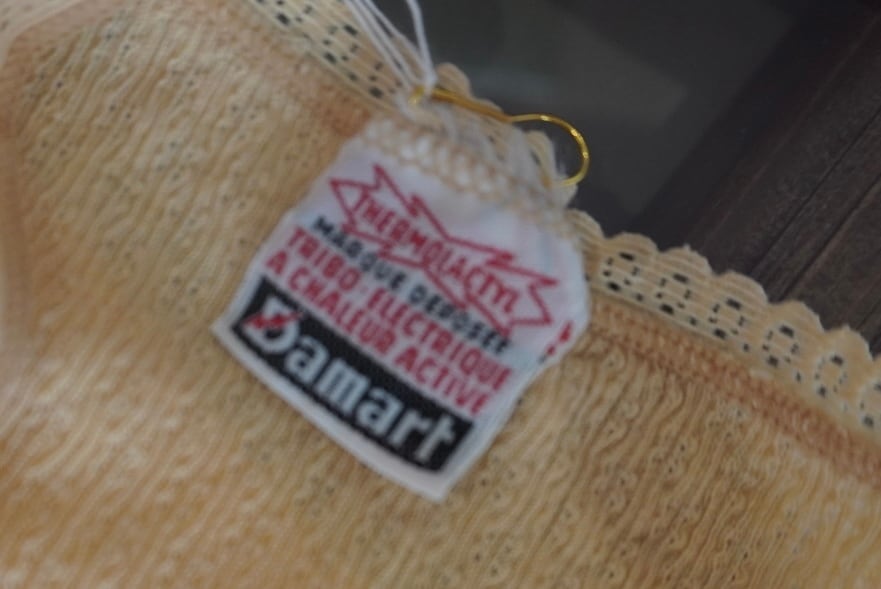 THERMOLACTYL
MARQUE DEPOSEE
TRIBO-ELECTRIQUE
A CHALEUR ACTIVE
Damart